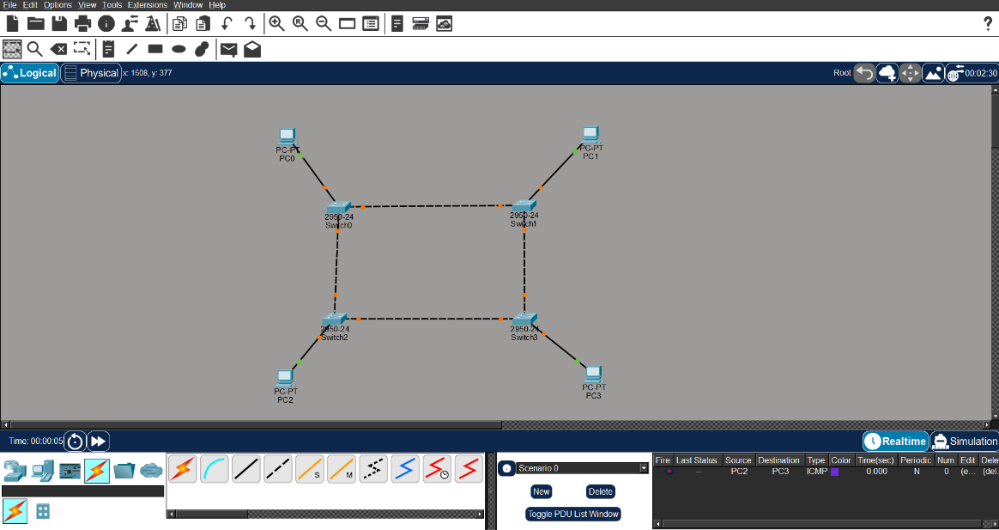 File Edit Options View Tools Extensions Window Help
?
Logical Physical x: 1508, y: 377 Root 00:02:30
PC-PT
PC0
PC-PT
PC1
2950-24
Switch0
2950-24
Switch1
2950-24
Switch2
2950-24
Switch3
PC-PT
PC2
PC-PT
PC3
Time: 00:00:05 Realtime Simulation
S M
Scenario 0
New Delete
Toggle PDU List Window
Fire Last Status Source Destination Type Color Time(sec) Periodic Num Edit Dele
-- PC2 PC3 ICMP 0.000 N 0 (e... (del.